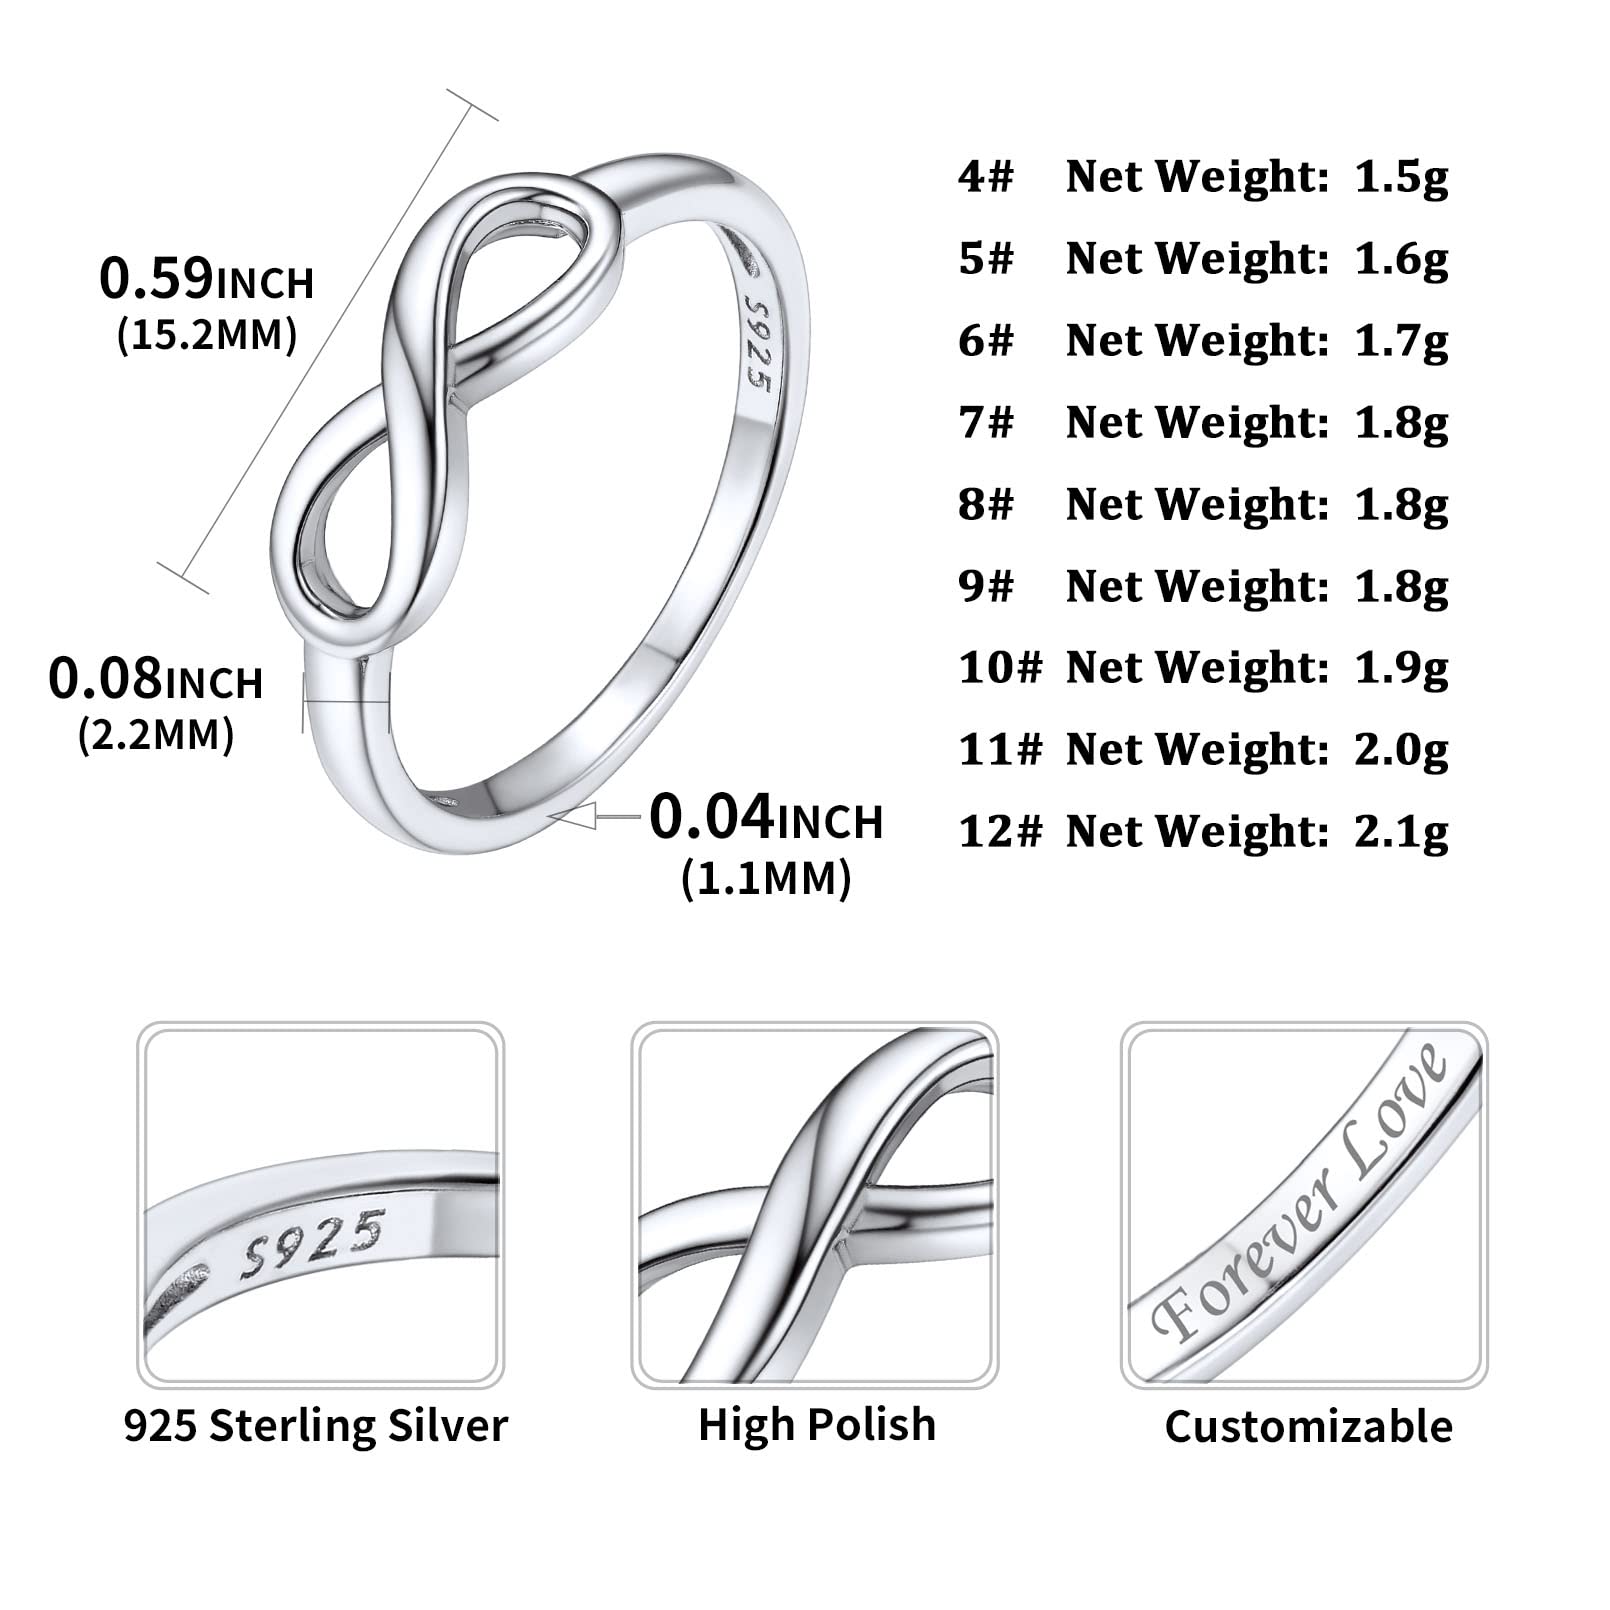 0.59INCH
(15.2MM)
0.08INCH
(2.2MM)
0.04INCH
(1.1MM)
S925
4# Net Weight: 1.5g
5# Net Weight: 1.6g
6# Net Weight: 1.7g
7# Net Weight: 1.8g
8# Net Weight: 1.8g
9# Net Weight: 1.8g
10# Net Weight: 1.9g
11# Net Weight: 2.0g
12# Net Weight: 2.1g
S925
Forever Love
925 Sterling Silver
High Polish
Customizable